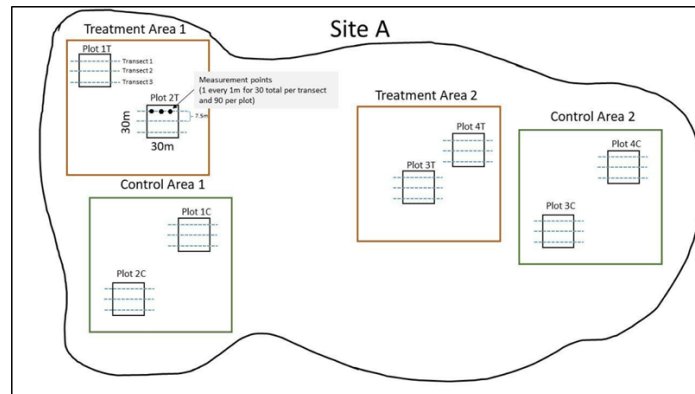 Site A
Treatment Area 1
Plot 1T
Transect 1
Transect 2
Transect 3
Measurement points
(1 every 1m for 30 total per transect
and 90 per plot)
Plot 2T
30m
7.5m
30m
Control Area 1
Plot 1C
Plot 2C
Treatment Area 2
Plot 4T
Plot 3T
Control Area 2
Plot 4C
Plot 3C